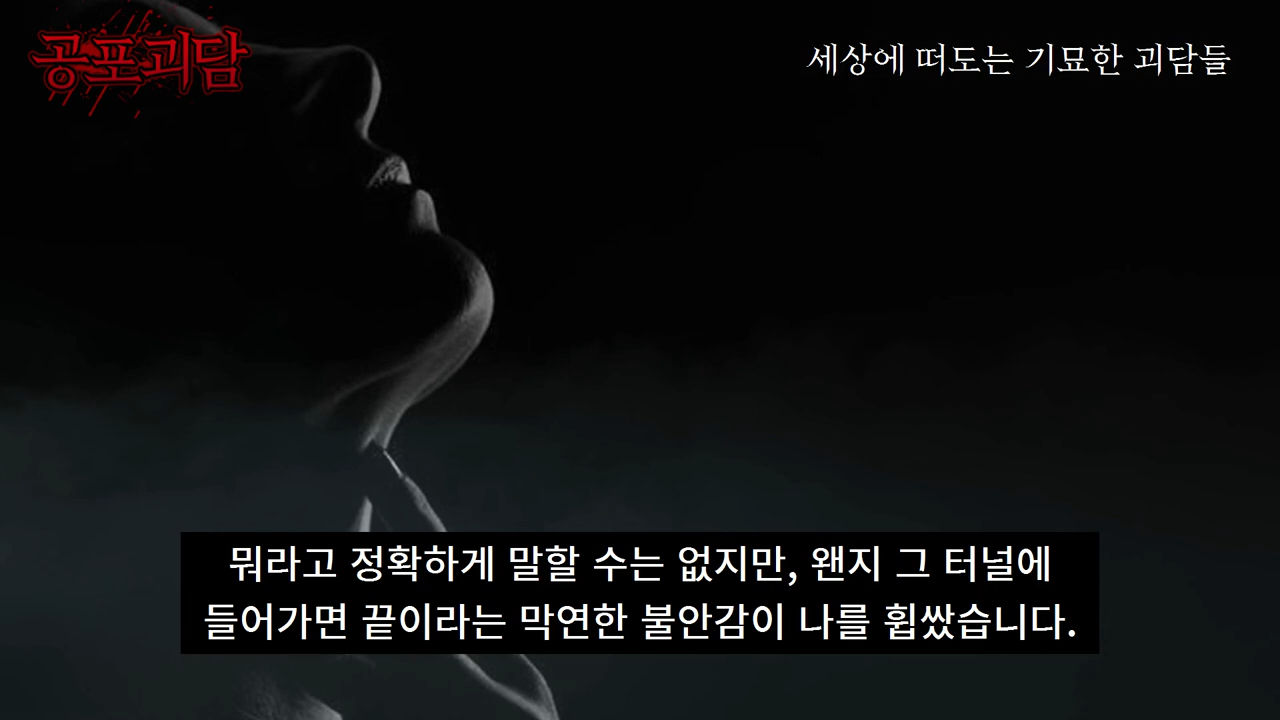 공포괴담
세상에 떠도는 기묘한 괴담들
뭐라고 정확하게 말할 수는 없지만, 왠지 그 터널에
들어가면 끝이라는 막연한 불안감이 나를 휩쌌습니다.